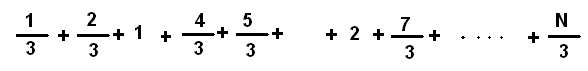 1/3 + 2/3 + 1 + 4/3 + 5/3 + + 2 + 7/3 + .... + N/3